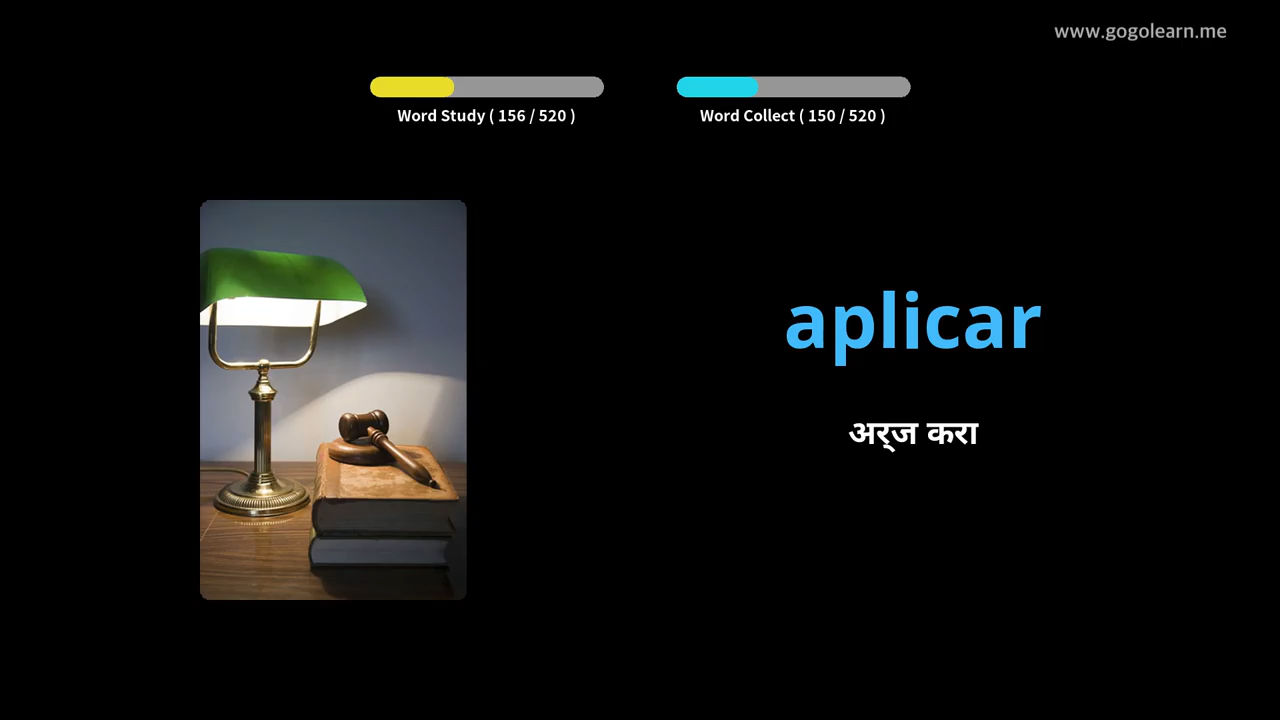 www.gogolearn.me
Word Study ( 156 / 520 )
Word Collect ( 150 / 520 )
aplicar
अर्‌ज करा